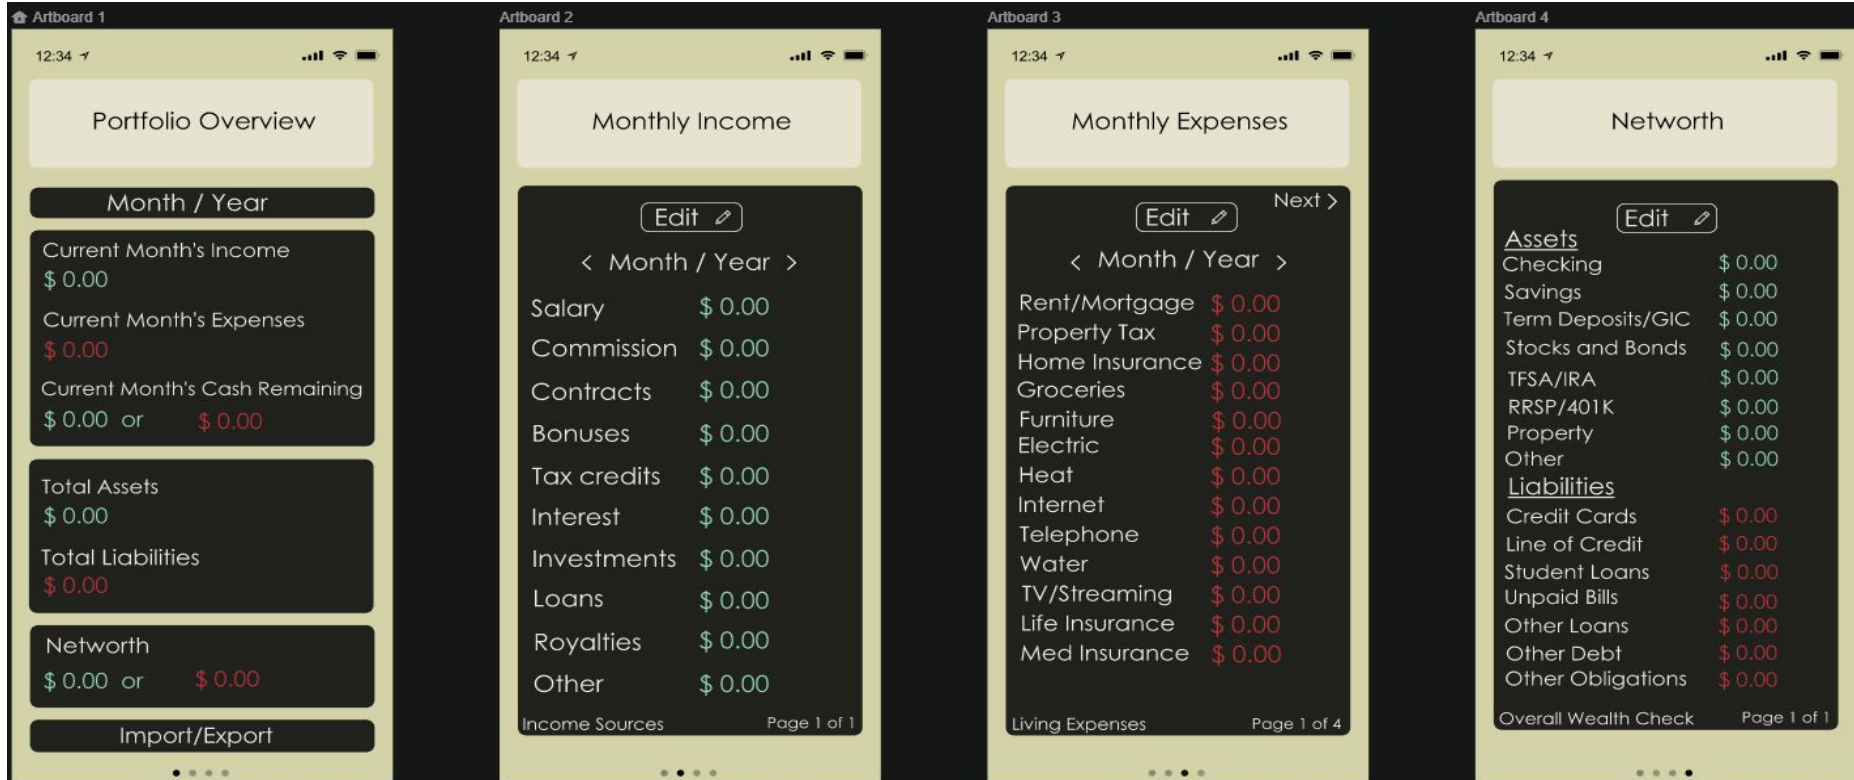 Artboard 1
12:34
Portfolio Overview
Month / Year
Current Month's Income
$ 0.00
Current Month's Expenses
$ 0.00
Current Month's Cash Remaining
$ 0.00 or $ 0.00
Total Assets
$ 0.00
Total Liabilities
$ 0.00
Networth
$ 0.00 or $ 0.00
Import/Export
Artboard 2
12:34
Monthly Income
Edit
< Month / Year >
Salary $ 0.00
Commission $ 0.00
Contracts $ 0.00
Bonuses $ 0.00
Tax credits $ 0.00
Interest $ 0.00
Investments $ 0.00
Loans $ 0.00
Royalties $ 0.00
Other $ 0.00
Income Sources Page 1 of 1
Artboard 3
12:34
Monthly Expenses
Next >
Edit
< Month / Year >
Rent/Mortgage $ 0.00
Property Tax $ 0.00
Home Insurance $ 0.00
Groceries $ 0.00
Furniture $ 0.00
Electric $ 0.00
Heat $ 0.00
Internet $ 0.00
Telephone $ 0.00
Water $ 0.00
TV/Streaming $ 0.00
Life Insurance $ 0.00
Med Insurance $ 0.00
Living Expenses Page 1 of 4
Artboard 4
12:34
Networth
Edit
Assets
Checking $ 0.00
Savings $ 0.00
Term Deposits/GIC $ 0.00
Stocks and Bonds $ 0.00
TFSA/IRA $ 0.00
RRSP/401K $ 0.00
Property $ 0.00
Other $ 0.00
Liabilities
Credit Cards $ 0.00
Line of Credit $ 0.00
Student Loans $ 0.00
Unpaid Bills $ 0.00
Other Loans $ 0.00
Other Debt $ 0.00
Other Obligations $ 0.00
Overall Wealth Check Page 1 of 1